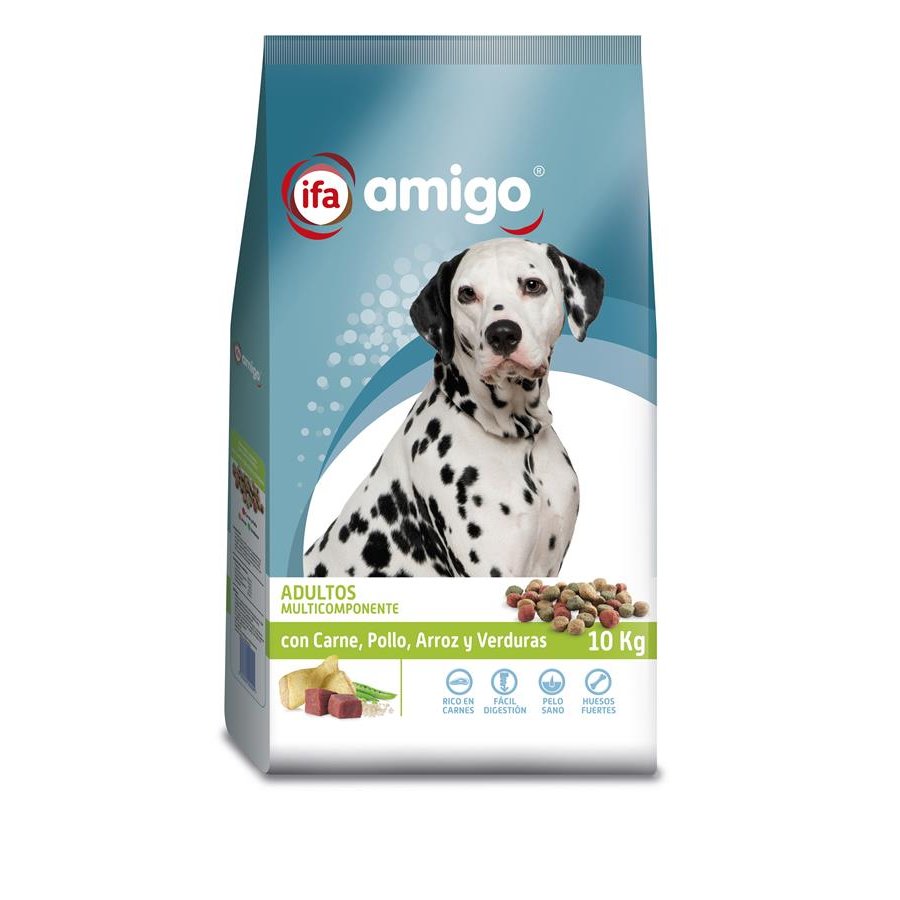 ifa amigo®
amigo
ADULTOS
MULTICOMPONENTE
con Carne, Pollo, Arroz y Verduras 10 Kg
RICO EN CARNES
FÁCIL DIGESTIÓN
PELO SANO
HUESOS FUERTES